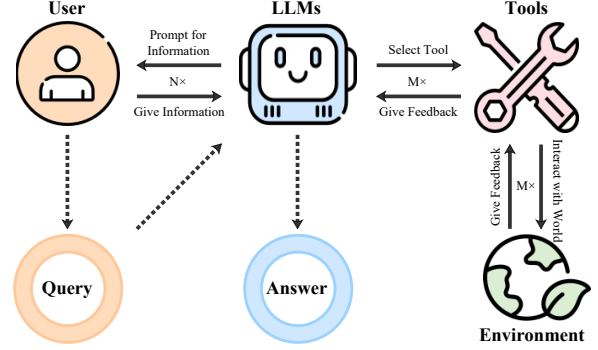 User
LLMs
Tools
Prompt for
Information
N×
Give Information
Select Tool
M×
Give Feedback
Give Feedback
M×
Interact with World
Query
Answer
Environment